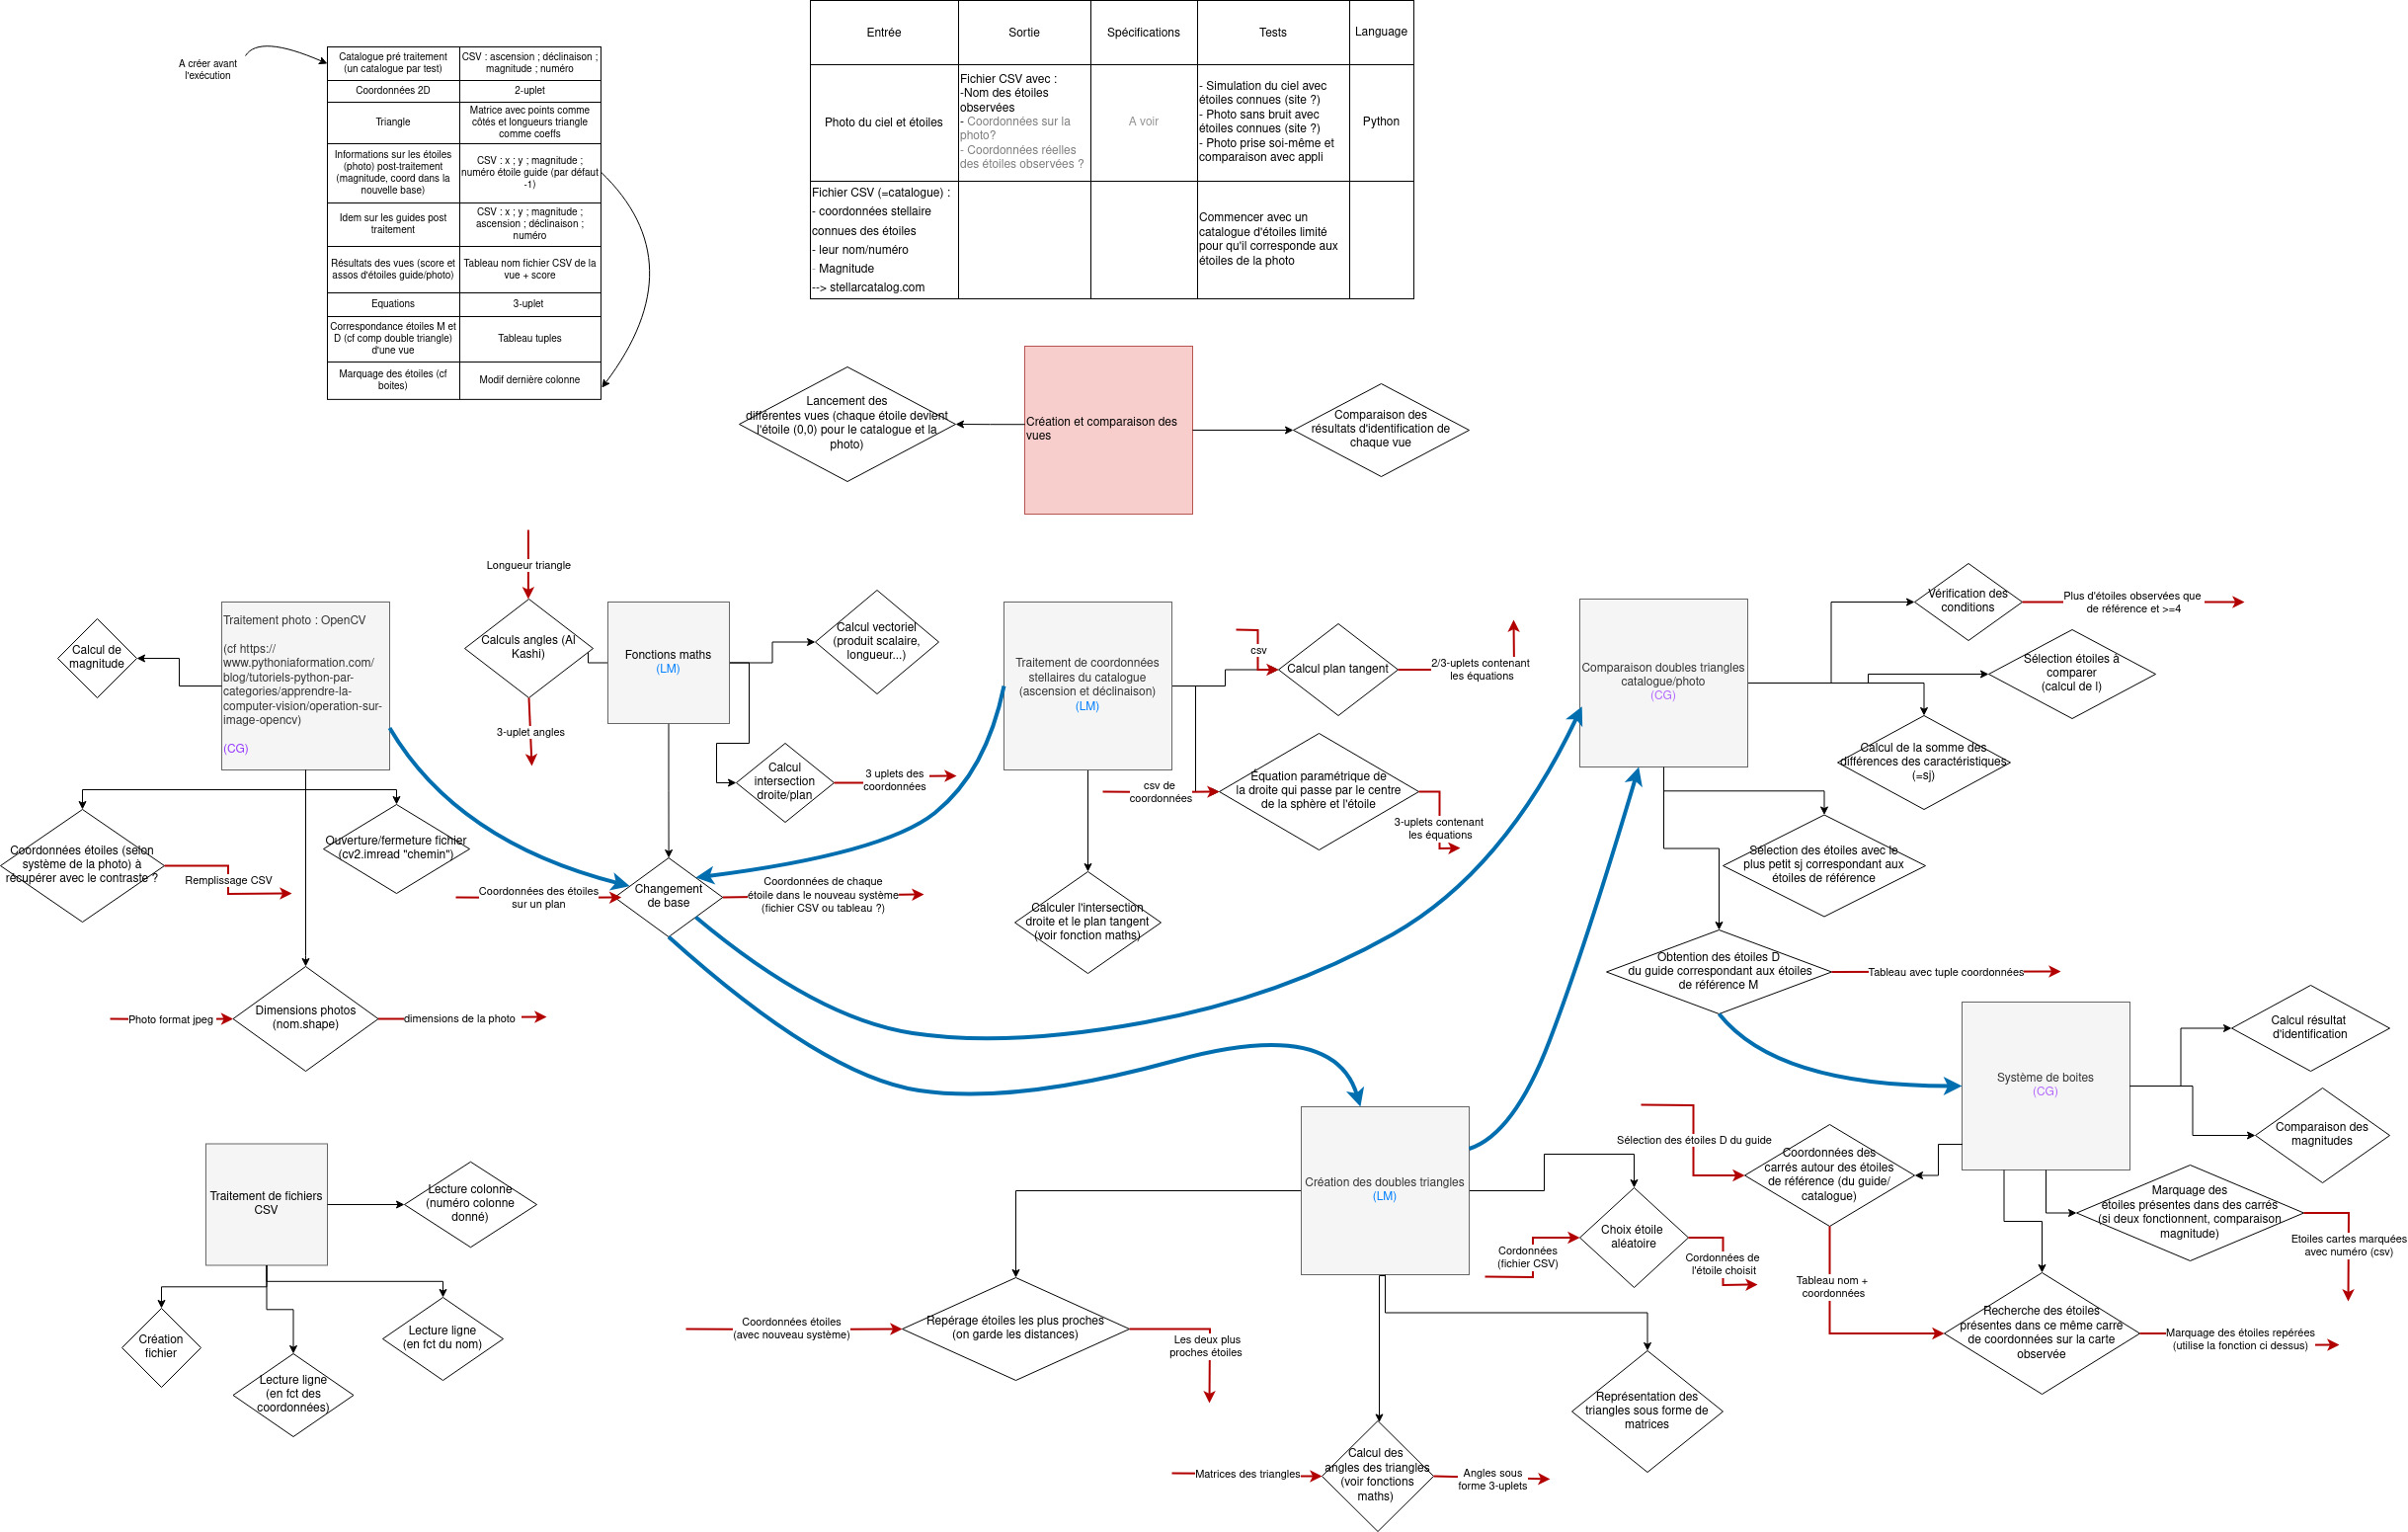 A créer avant
l'exécution
Catalogue pré traitement
(un catalogue par test)
CSV : ascension ; déclinaison ;
magnitude ; numéro
Coordonnées 2D
2-uplet
Triangle
Matrice avec points comme
côtés et longueurs triangle
comme coeffs
Informations sur les étoiles
(photo) post-traitement
(magnitude, coord dans la
nouvelle base)
CSV : x ; y ; magnitude ;
numéro étoile guide (par défaut
-1)
Idem sur les guides post
traitement
CSV : x ; y ; magnitude ;
ascension ; déclinaison ;
numéro
Résultats des vues (score et
assos d'étoiles guide/photo)
Tableau nom fichier CSV de la
vue + score
Equations
3-uplet
Correspondance étoiles M et
D (cf comp double triangle)
d'une vue
Tableau tuples
Marquage des étoiles (cf
boites)
Modif dernière colonne
Entrée
Sortie
Spécifications
Tests
Language
Photo du ciel et étoiles
Fichier CSV avec :
-Nom des étoiles
observées
- Coordonnées sur la
photo?
- Coordonnées réelles
des étoiles observées ?
A voir
- Simulation du ciel avec
étoiles connues (site ?)
- Photo sans bruit avec
étoiles connues (site ?)
- Photo prise soi-même et
comparaison avec appli
Python
Fichier CSV (=catalogue) :
- coordonnées stellaire
connues des étoiles
- leur nom/numéro
- Magnitude
--> stellarcatalog.com
Commencer avec un
catalogue d'étoiles limité
pour qu'il corresponde aux
étoiles de la photo
Lancement des
différentes vues (chaque étoile devient
l'étoile (0,0) pour le catalogue et la
photo)
Création et comparaison des
vues
Comparaison des
résultats d'identification de
chaque vue
Calcul de
magnitude
Traitement photo : OpenCV
(cf https://
www.pythoniaformation.com/
blog/tutoriels-python-par-
categories/apprendre-la-
computer-vision/operation-sur-
image-opencv)
(CG)
Coordonnées étoiles (selon
système de la photo) à
récupérer avec le contraste ?
Remplissage CSV
Ouverture/fermeture fichier
(cv2.imread "chemin")
Photo format jpeg
Dimensions photos
(nom.shape)
dimensions de la photo
Longueur triangle
Calculs angles (Al
Kashi)
3-uplet angles
Fonctions maths
(LM)
Calcul vectoriel
(produit scalaire,
longueur...)
Calcul
intersection
droite/plan
3 uplets des
coordonnées
Coordonnées des étoiles
sur un plan
Changement
de base
Coordonnées de chaque
étoile dans le nouveau système
(fichier CSV ou tableau ?)
Traitement de coordonnées
stellaires du catalogue
(ascension et déclinaison)
(LM)
csv
Calcul plan tangent
2/3-uplets contenant
les équations
csv de
coordonnées
Équation paramétrique de
la droite qui passe par le centre
de la sphère et l'étoile
3-uplets contenant
les équations
Calculer l'intersection
droite et le plan tangent
(voir fonction maths)
Comparaison doubles triangles
catalogue/photo
(CG)
Vérification des
conditions
Plus d'étoiles observées que
de référence et >=4
Sélection étoiles à
comparer
(calcul de l)
Calcul de la somme des
différences des caractéristiques
(=sj)
Sélection des étoiles avec le
plus petit sj correspondant aux
étoiles de référence
Obtention des étoiles D
du guide correspondant aux étoiles
de référence M
Tableau avec tuple coordonnées
Système de boites
(CG)
Calcul résultat
d'identification
Comparaison des
magnitudes
Sélection des étoiles D du guide
Coordonnées des
carrés autour des étoiles
de référence (du guide/
catalogue)
Marquage des
étoiles présentes dans des carrés
(si deux fonctionnent, comparaison
magnitude)
Etoiles cartes marquées
avec numéro (csv)
Tableau nom +
coordonnées
Recherche des étoiles
présentes dans ce même carré
de coordonnées sur la carte
observée
Marquage des étoiles repérées
(utilise la fonction ci dessus)
Traitement de fichiers
CSV
Lecture colonne
(numéro colonne
donné)
Création
fichier
Lecture ligne
(en fct des
coordonnées)
Lecture ligne
(en fct du nom)
Création des doubles triangles
(LM)
Cordonnées
(fichier CSV)
Choix étoile
aléatoire
Cordonnées de
l'étoile choisit
Coordonnées étoiles
(avec nouveau système)
Repérage étoiles les plus proches
(on garde les distances)
Les deux plus
proches étoiles
Représentation des
triangles sous forme de
matrices
Matrices des triangles
Calcul des
angles des triangles
(voir fonctions
maths)
Angles sous
forme 3-uplets